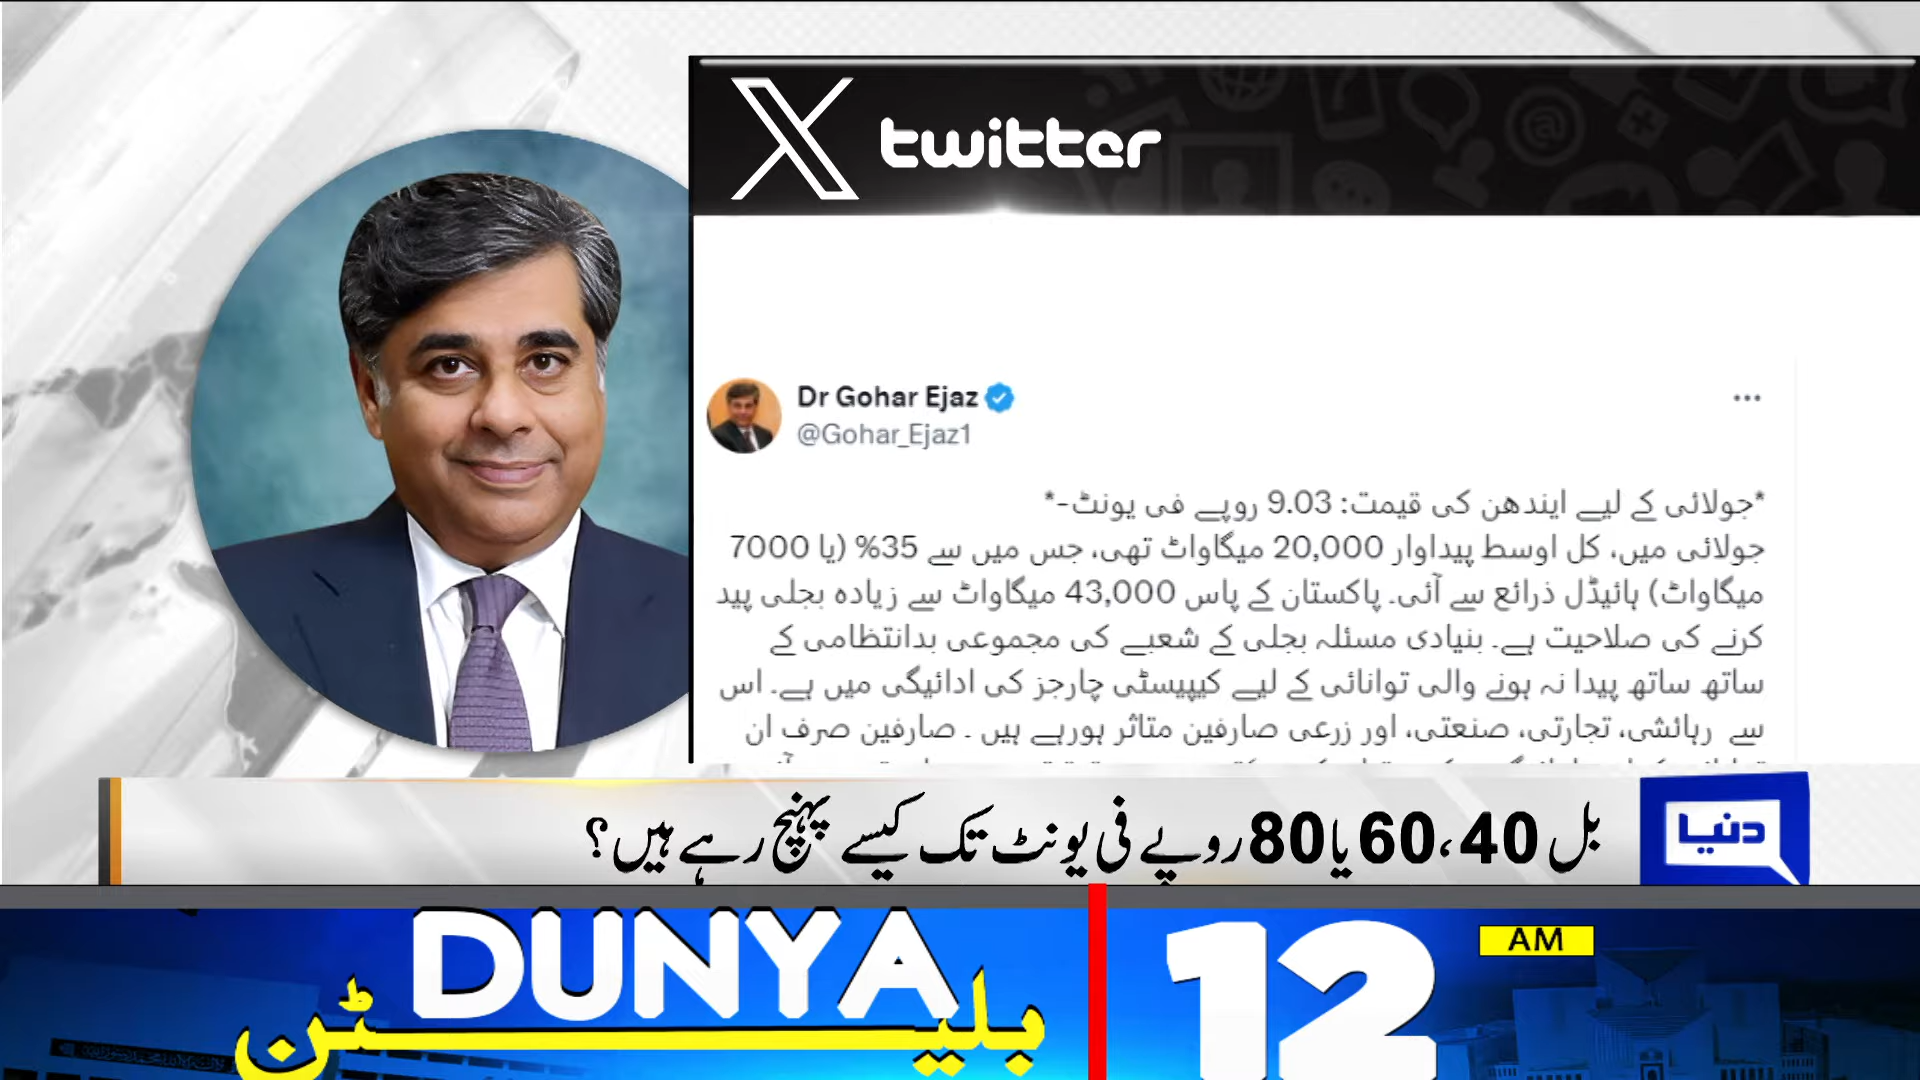 X twitter
Dr Gohar Ejaz
@Gohar_Ejaz1
*جولائی کے لیے ایندھن کی قیمت: 9.03 روپے فی یونٹ-*
جولائی میں، کل اوسط پیداوار 20,000 میگاواٹ تھی، جس میں سے 35% (یا 7000
میگاواٹ) ہائیڈل ذرائع سے آئی۔ پاکستان کے پاس 43,000 میگاواٹ سے زیادہ بجلی پید
کرنے کی صلاحیت ہے۔ بنیادی مسئلہ بجلی کے شعبے کی مجموعی بدانتظامی کے
ساتھ ساتھ پیدا نہ ہونے والی توانائی کے لیے کیپیسٹی چارجز کی ادائیگی میں ہے۔ اس
سے رہائشی، تجارتی، صنعتی، اور زرعی صارفین متاثر ہورہے ہیں ۔ صارفین صرف ان
بل 40، 60 یا 80 روپے فی یونٹ تک کیسے پہنچ رہے ہیں؟
دنیا
DUNYA
بلیٹن
12 AM